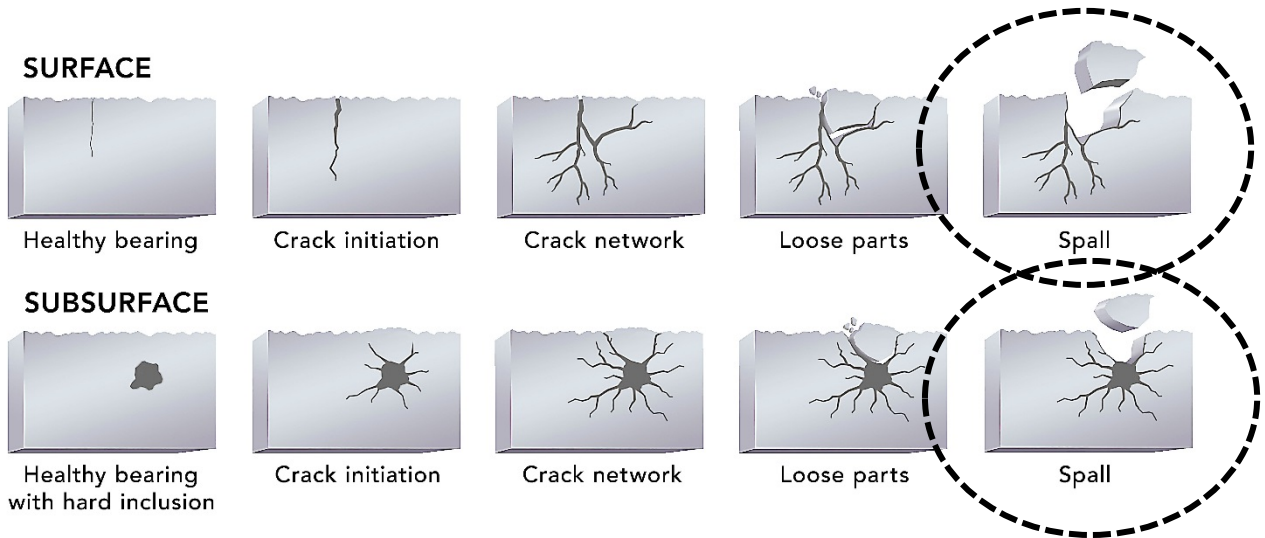 SURFACE
Healthy bearing
Crack initiation
Crack network
Loose parts
Spall
SUBSURFACE
Healthy bearing
with hard inclusion
Crack initiation
Crack network
Loose parts
Spall